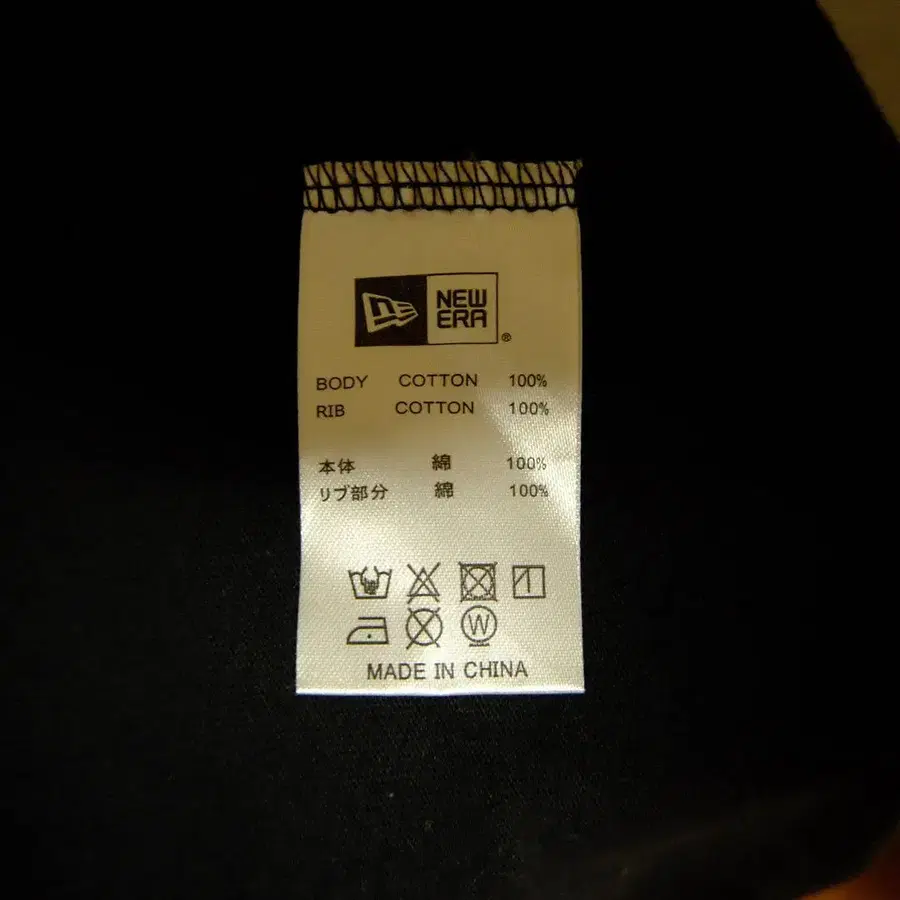 NE
NEW
ERA
®
BODY COTTON 100%
RIB COTTON 100%
本体 綿 100%
リブ部分 綿 100%
W
MADE IN CHINA